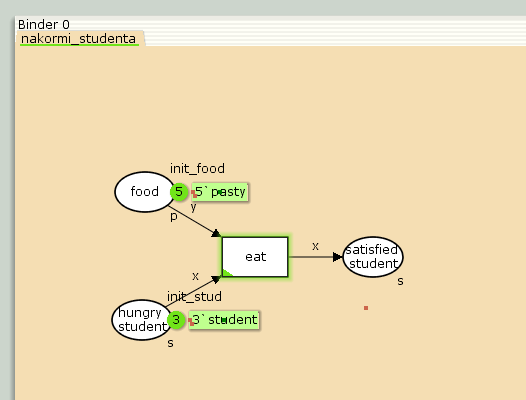 Binder 0
nakormi_studenta
init_food
food
5
5`pasty
y
p
eat
x
satisfied
student
s
x
init_stud
hungry
student
3
3`student
s